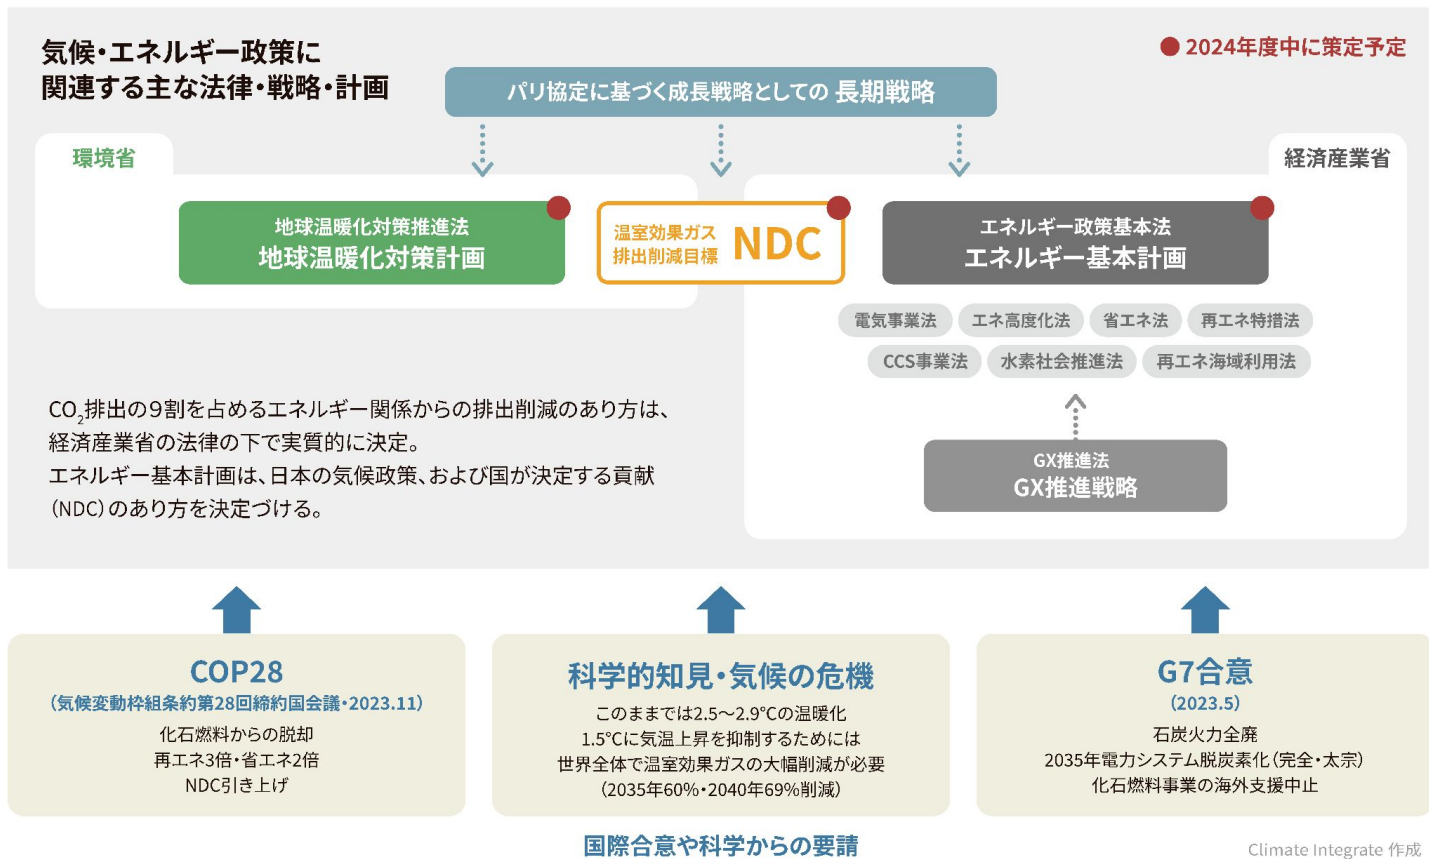 気候・エネルギー政策に
関連する主な法律・戦略・計画
● 2024年度中に策定予定
パリ協定に基づく成長戦略としての 長期戦略
環境省
経済産業省
地球温暖化対策推進法
地球温暖化対策計画
温室効果ガス
排出削減目標
NDC
エネルギー政策基本法
エネルギー基本計画
電気事業法
エネ高度化法
省エネ法
再エネ特措法
CCS事業法
水素社会推進法
再エネ海域利用法
GX推進法
GX推進戦略
CO₂排出の9割を占めるエネルギー関係からの排出削減のあり方は、
経済産業省の法律の下で実質的に決定。
エネルギー基本計画は、日本の気候政策、および国が決定する貢献
（NDC）のあり方を決定づける。
COP28
（気候変動枠組条約第28回締約国会議・2023.11）
化石燃料からの脱却
再エネ3倍・省エネ2倍
NDC引き上げ
科学的知見・気候の危機
このままでは2.5～2.9℃の温暖化
1.5℃に気温上昇を抑制するためには
世界全体で温室効果ガスの大幅削減が必要
（2035年60%・2040年69%削減）
G7合意
（2023.5）
石炭火力全廃
2035年電力システム脱炭素化（完全・太宗）
化石燃料事業の海外支援中止
国際合意や科学からの要請
Climate Integrate 作成